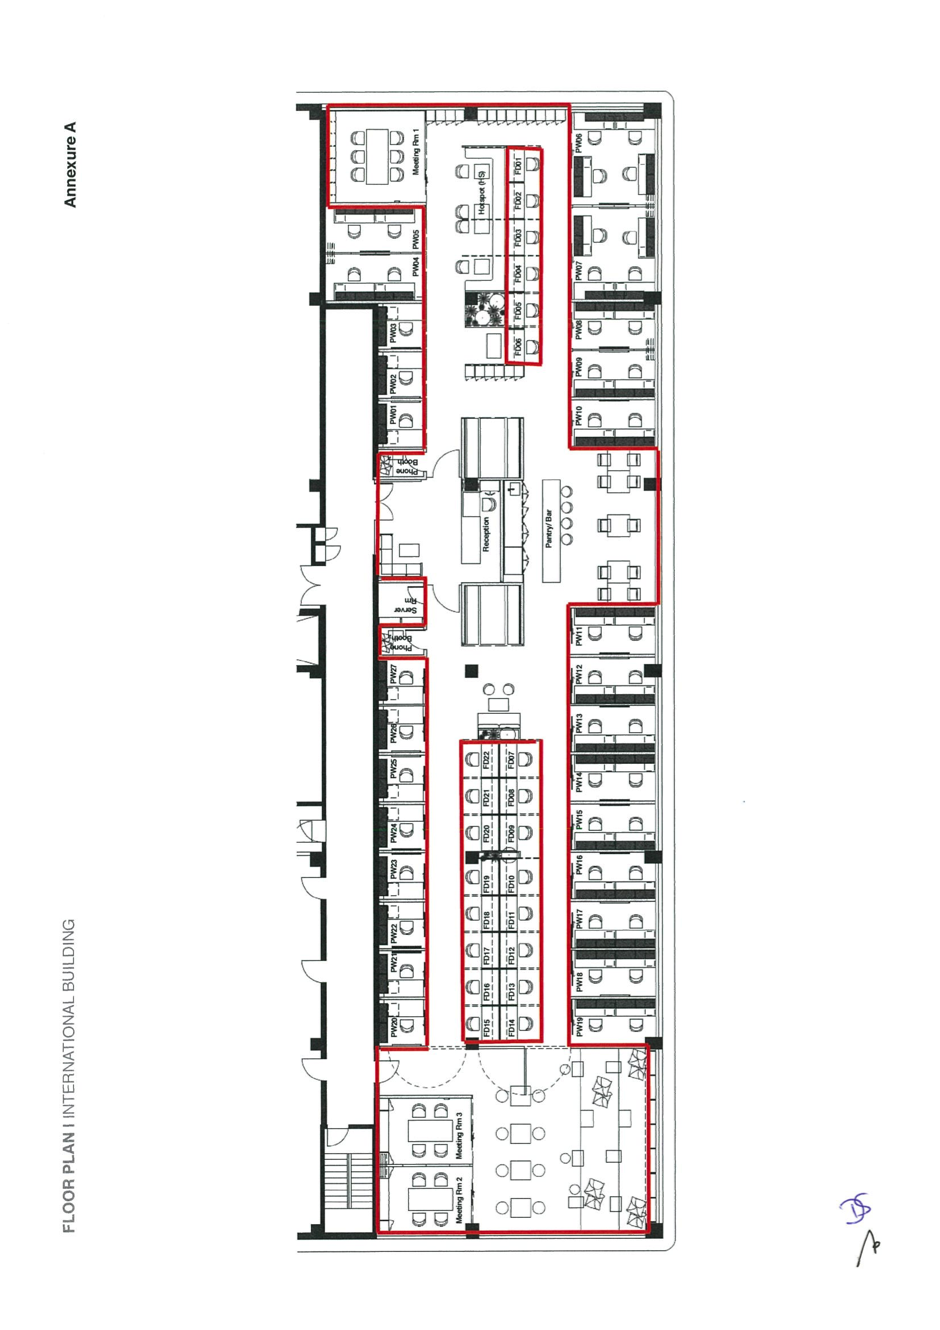 Annexure A
FLOOR PLAN I INTERNATIONAL BUILDING
Meeting Rm 1
PW05
PW04
PW03
PW02
PW01
Phone
Booth
Server
Rm
Phone
Booth
PW27
PW26
PW25
PW24
PW23
PW22
PW21
PW20
Meeting Rm 3
Meeting Rm 2
Hotspot (HS)
FD01
FD02
FD03
FD04
FD05
FD06
Reception
Pantry/ Bar
FD22
FD07
FD21
FD08
FD20
FD09
FD19
FD10
FD18
FD11
FD17
FD12
FD16
FD13
FD15
FD14
PW06
PW07
PW08
PW09
PW10
PW11
PW12
PW13
PW14
PW15
PW16
PW17
PW18
PW19
DS